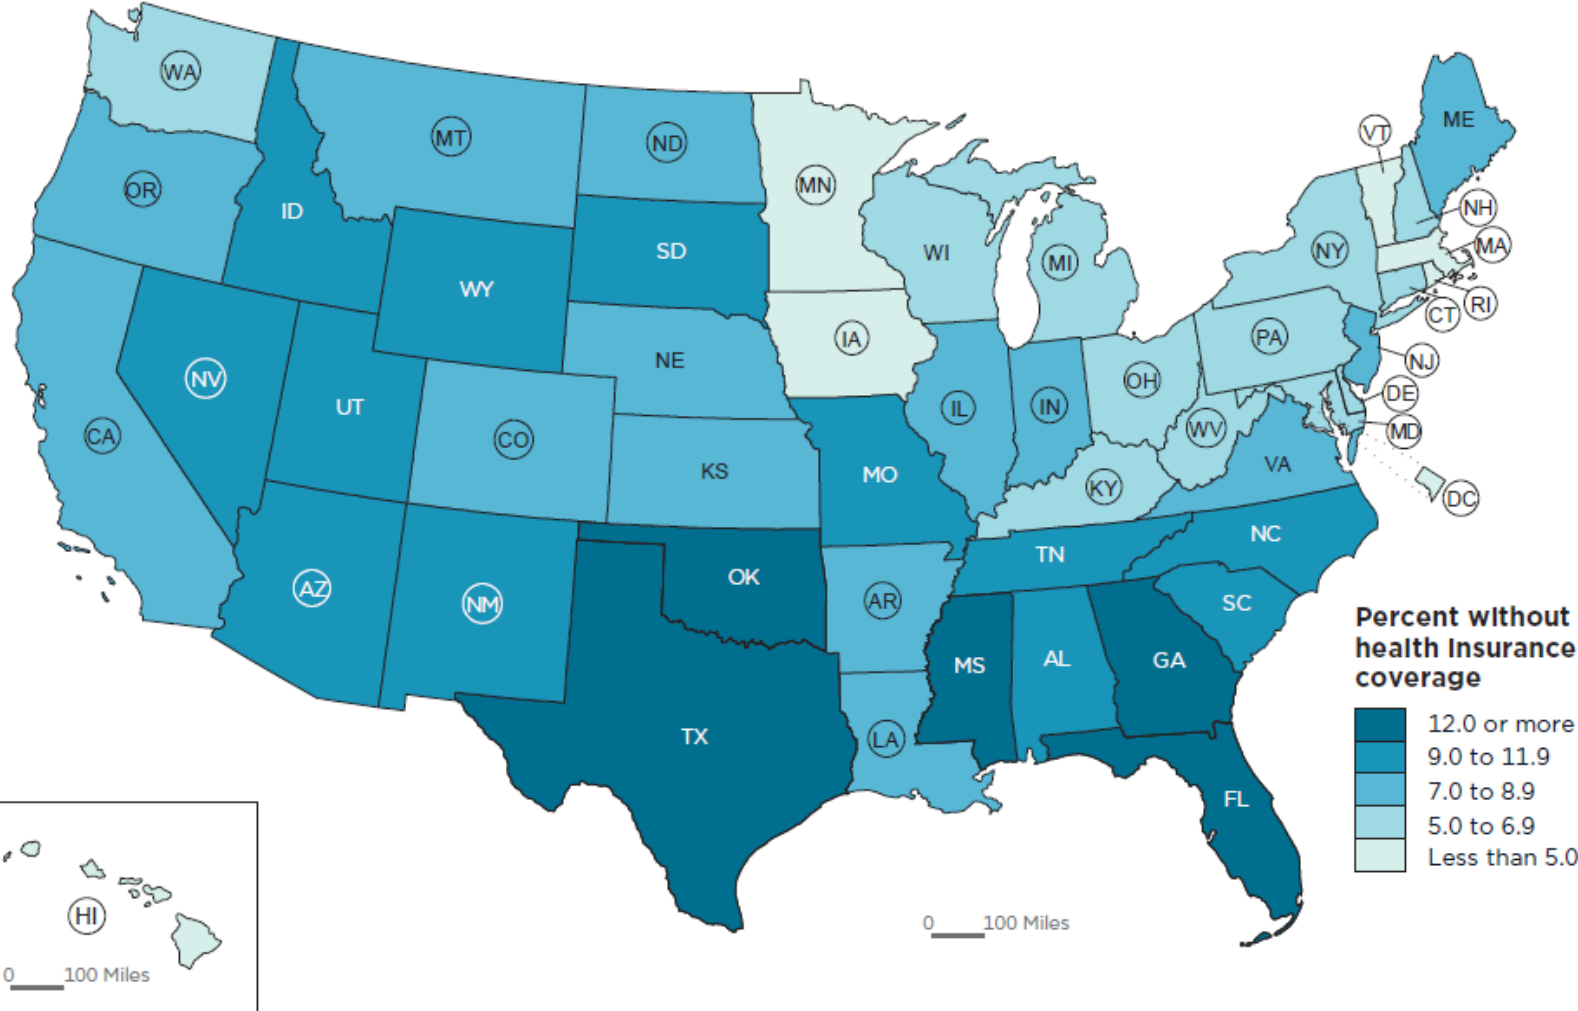 WA
MT
ND
MN
VT
ME
OR
ID
SD
WI
MI
NY
NH
MA
WY
NE
IA
RI
CT
PA
NJ
NV
UT
CO
IL
IN
OH
DE
CA
KS
MO
WV
MD
VA
KY
DC
AZ
NM
OK
AR
TN
NC
SC
MS
AL
GA
TX
LA
FL
HI
Percent without
health insurance
coverage
12.0 or more
9.0 to 11.9
7.0 to 8.9
5.0 to 6.9
Less than 5.0
0 100 Miles
0 100 Miles